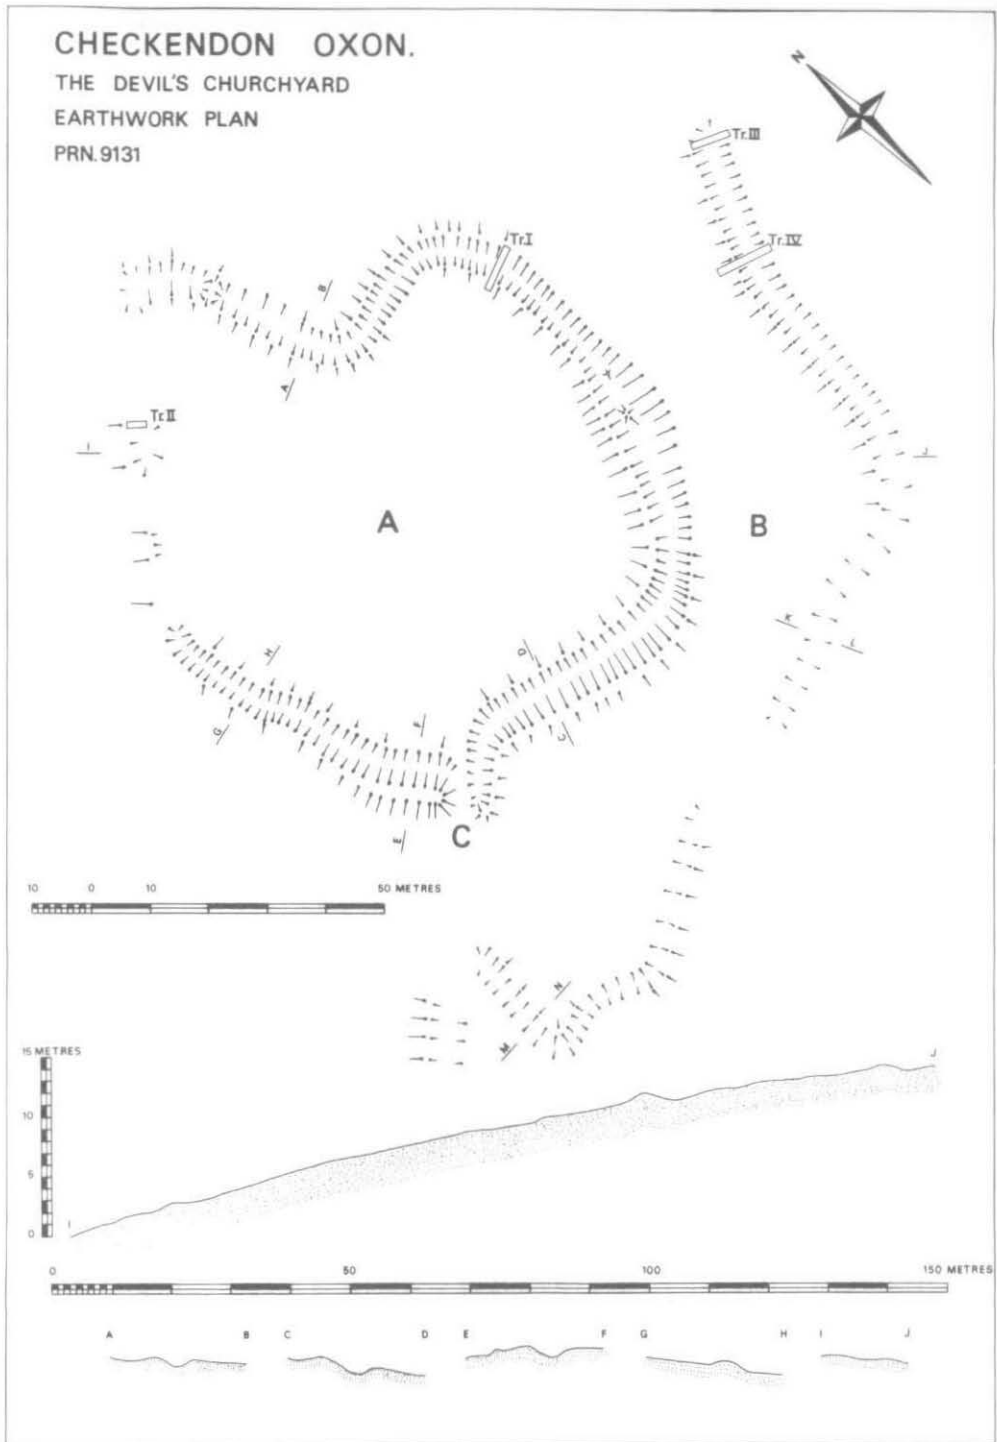 CHECKENDON OXON.
THE DEVIL'S CHURCHYARD
EARTHWORK PLAN
PRN. 9131
N
Tr.III
Tr.I
Tr.IV
B
A
Tr.II
I
J
A
B
K
L
H
D
G
F
C
E
C
10 0 10 50 METRES
N
M
15 METRES
10
5
0
I
J
0 50 100 150 METRES
A B C D E F G H I J